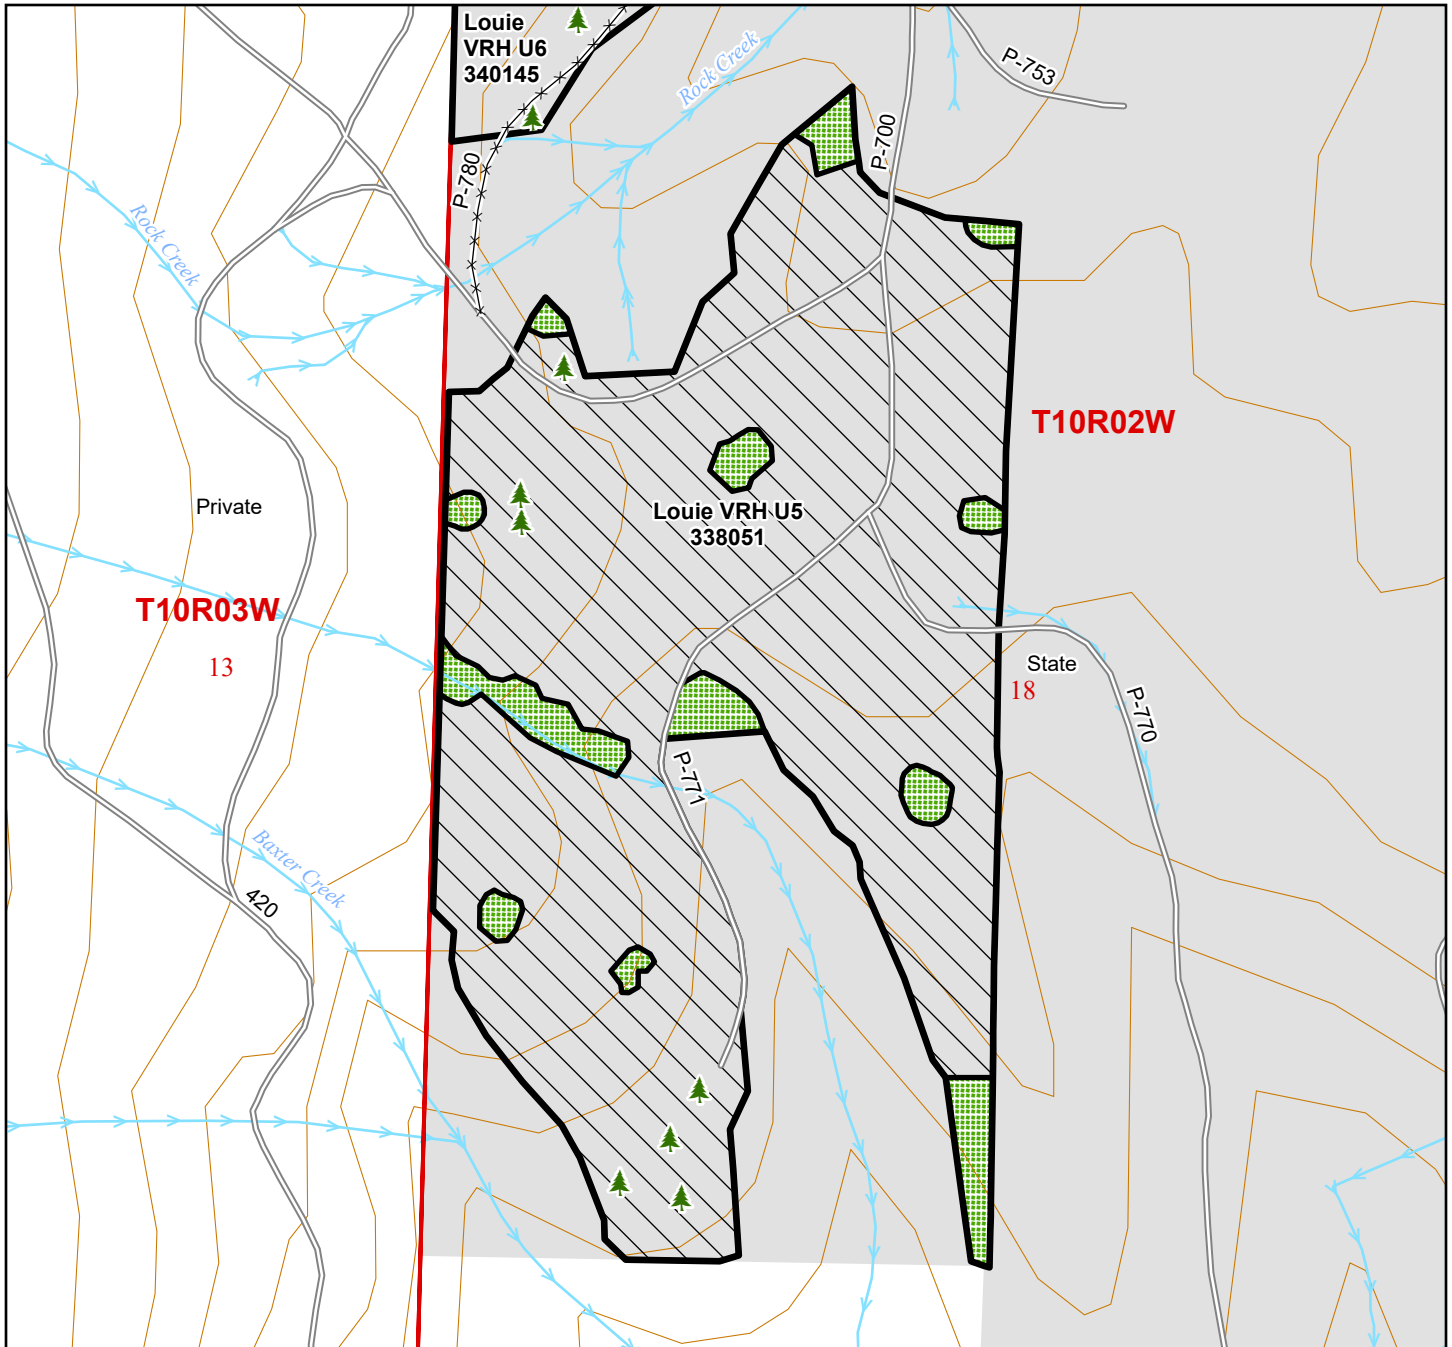 Louie
VRH U6
340145
Rock Creek
P-753
P-700
P-780
Rock Creek
T10R02W
Private
Louie VRH U5
338051
T10R03W
13
State
18
P-770
P-771
Baxter Creek
420